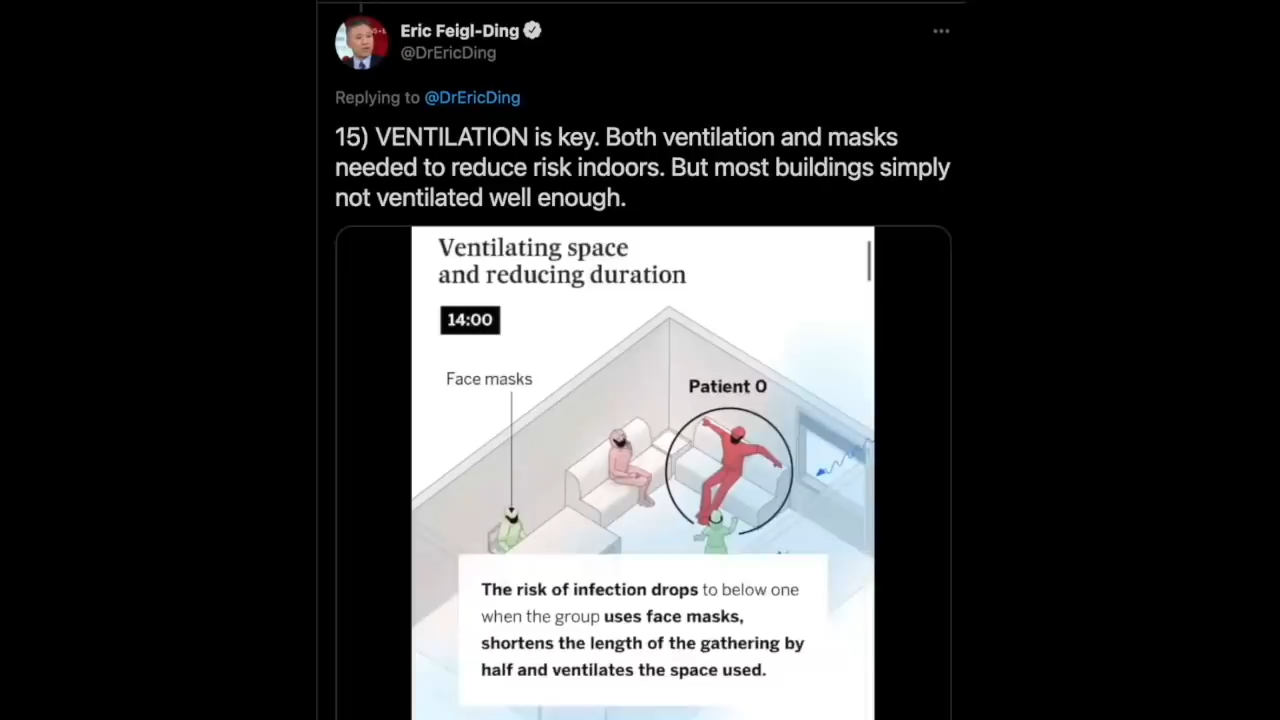 Eric Feigl-Ding
@DrEricDing
Replying to @DrEricDing
15) VENTILATION is key. Both ventilation and masks
needed to reduce risk indoors. But most buildings simply
not ventilated well enough.
Ventilating space
and reducing duration
14:00
Face masks
Patient 0
The risk of infection drops to below one
when the group uses face masks,
shortens the length of the gathering by
half and ventilates the space used.